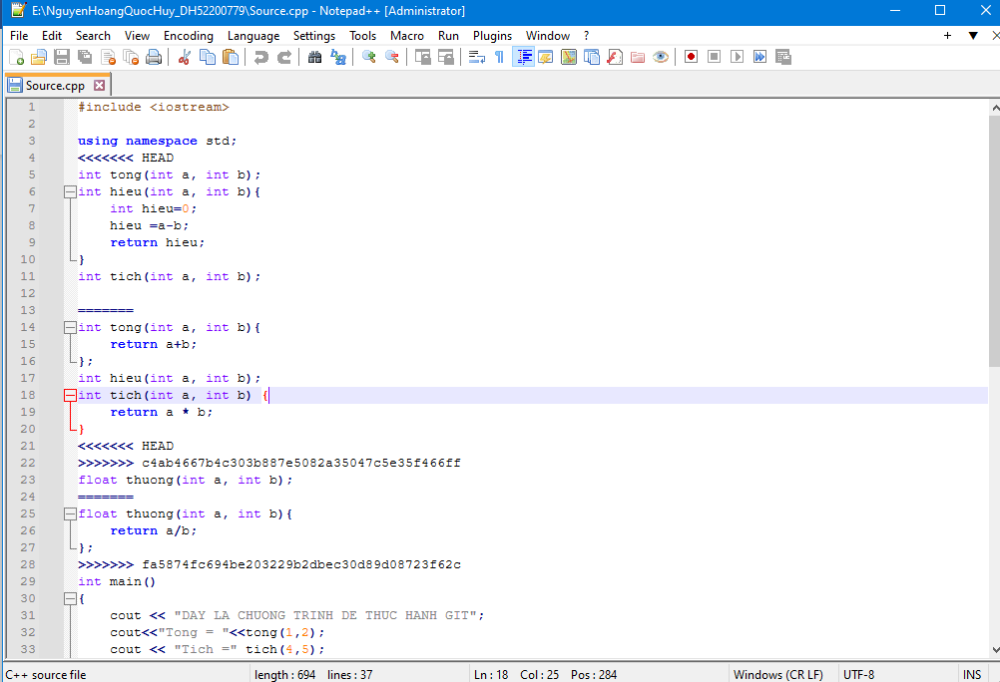 E:\NguyenHoangQuocHuy_DH52200779\Source.cpp - Notepad++ [Administrator]
File Edit Search View Encoding Language Settings Tools Macro Run Plugins Window ?
Source.cpp
1 #include <iostream>
2
3 using namespace std;
4 <<<<<<< HEAD
5 int tong(int a, int b);
6 int hieu(int a, int b){
7 int hieu=0;
8 hieu =a-b;
9 return hieu;
10 }
11 int tich(int a, int b);
12
13 =======
14 int tong(int a, int b){
15 return a+b;
16 };
17 int hieu(int a, int b);
18 int tich(int a, int b) {
19 return a * b;
20 }
21 <<<<<<< HEAD
22 >>>>>>> c4ab4667b4c303b887e5082a35047c5e35f466ff
23 float thuong(int a, int b);
24 =======
25 float thuong(int a, int b){
26 return a/b;
27 };
28 >>>>>>> fa5874fc694be203229b2dbec30d89d08723f62c
29 int main()
30 {
31 cout << "DAY LA CHUONG TRINH DE THUC HANH GIT";
32 cout<<"Tong = "<<tong(1,2);
33 cout << "Tich =" tich(4,5);
C++ source file length : 694 lines : 37 Ln : 18 Col : 25 Pos : 284 Windows (CR LF) UTF-8 INS